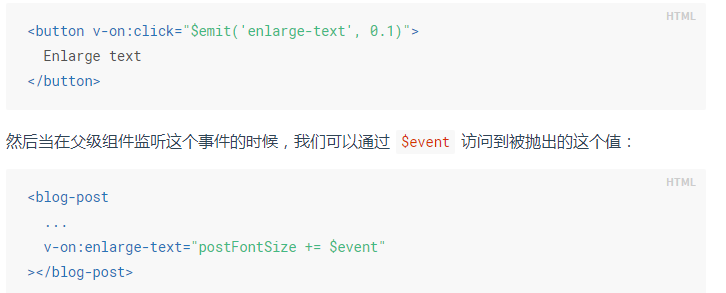 HTML
<button v-on:click="$emit('enlarge-text', 0.1)">
  Enlarge text
</button>
然后当在父级组件监听这个事件的时候，我们可以通过 $event 访问到被抛出的这个值：
HTML
<blog-post
  ...
  v-on:enlarge-text="postFontSize += $event"
></blog-post>